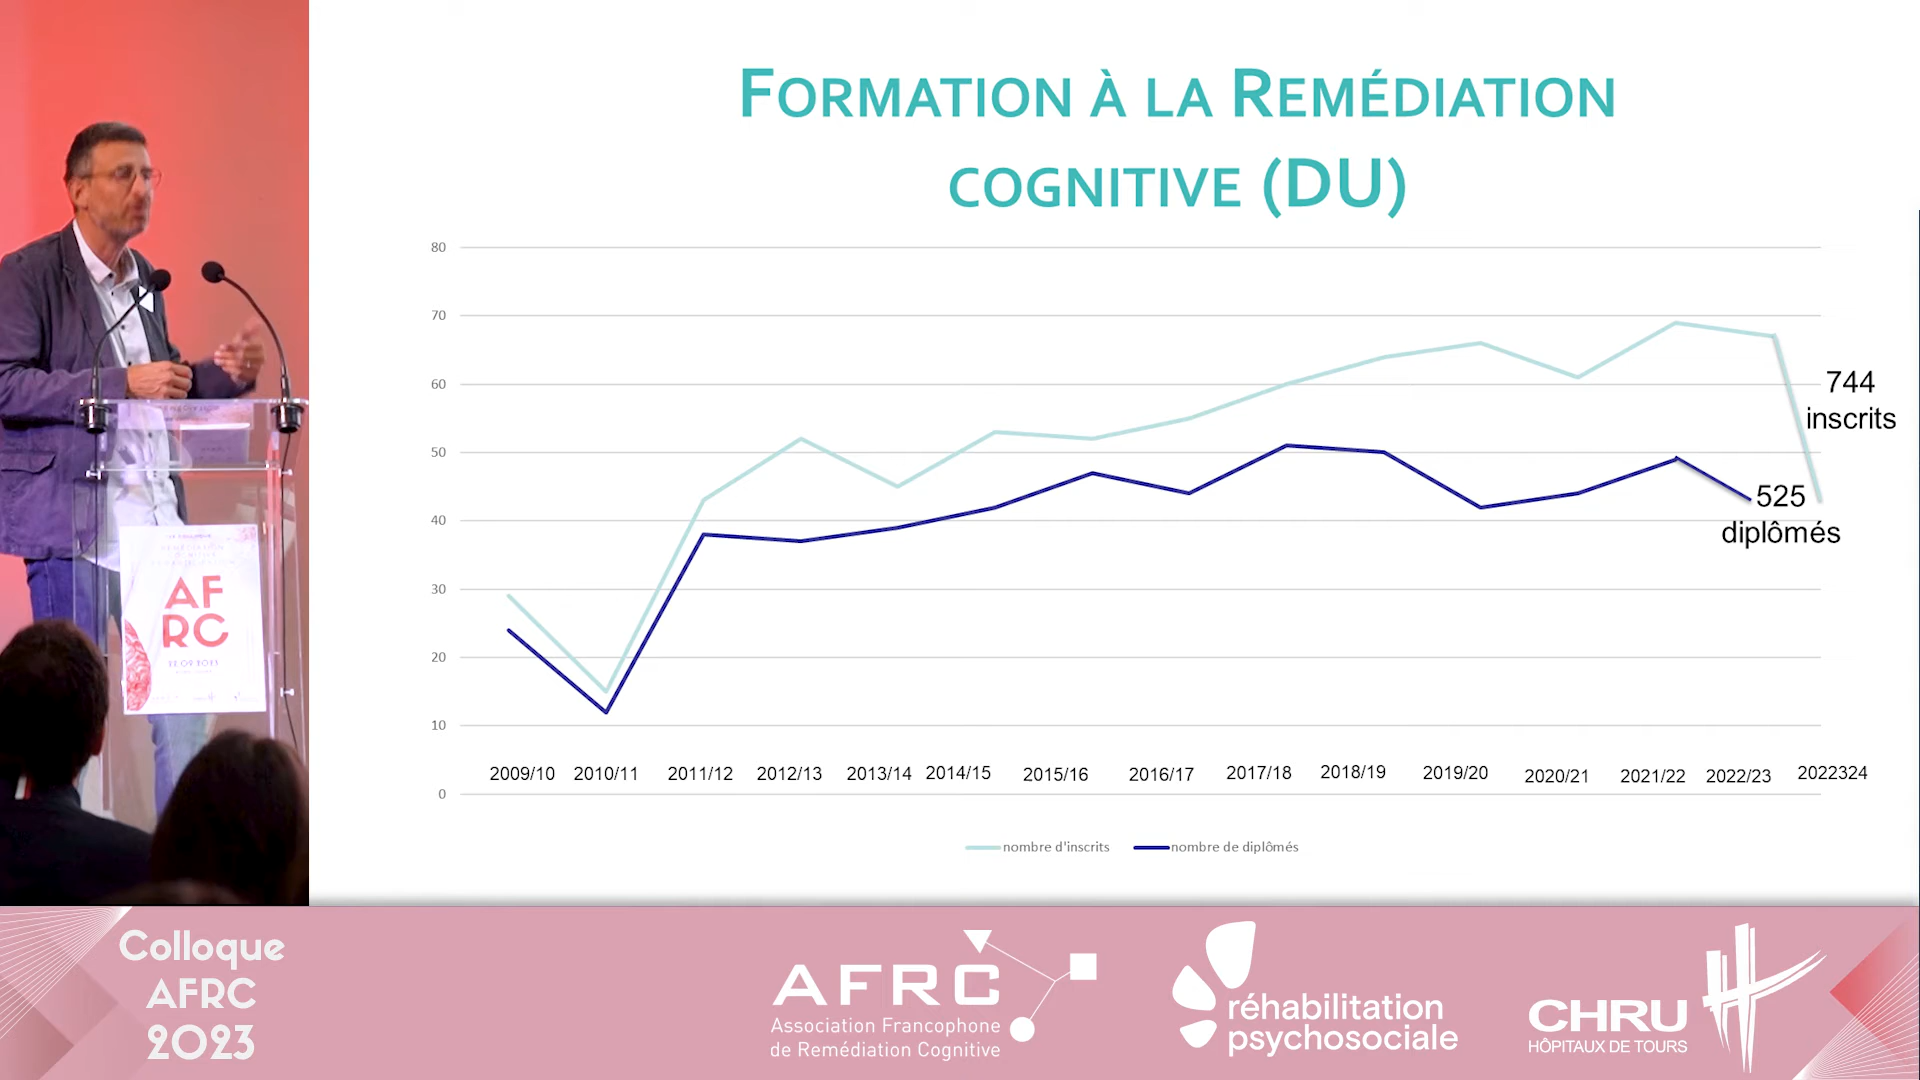 FORMATION À LA REMÉDIATION
COGNITIVE (DU)
80
70
60
50
40
30
20
10
0
744
inscrits
525
diplômés
2009/10 2010/11 2011/12 2012/13 2013/14 2014/15 2015/16 2016/17 2017/18 2018/19 2019/20 2020/21 2021/22 2022/23 2022324
nombre d'inscrits nombre de diplômés
AF
RC
Colloque
AFRC
2023
AFRC
Association Francophone
de Remédiation Cognitive
réhabilitation
psychosociale
CHRU
HÔPITAUX DE TOURS